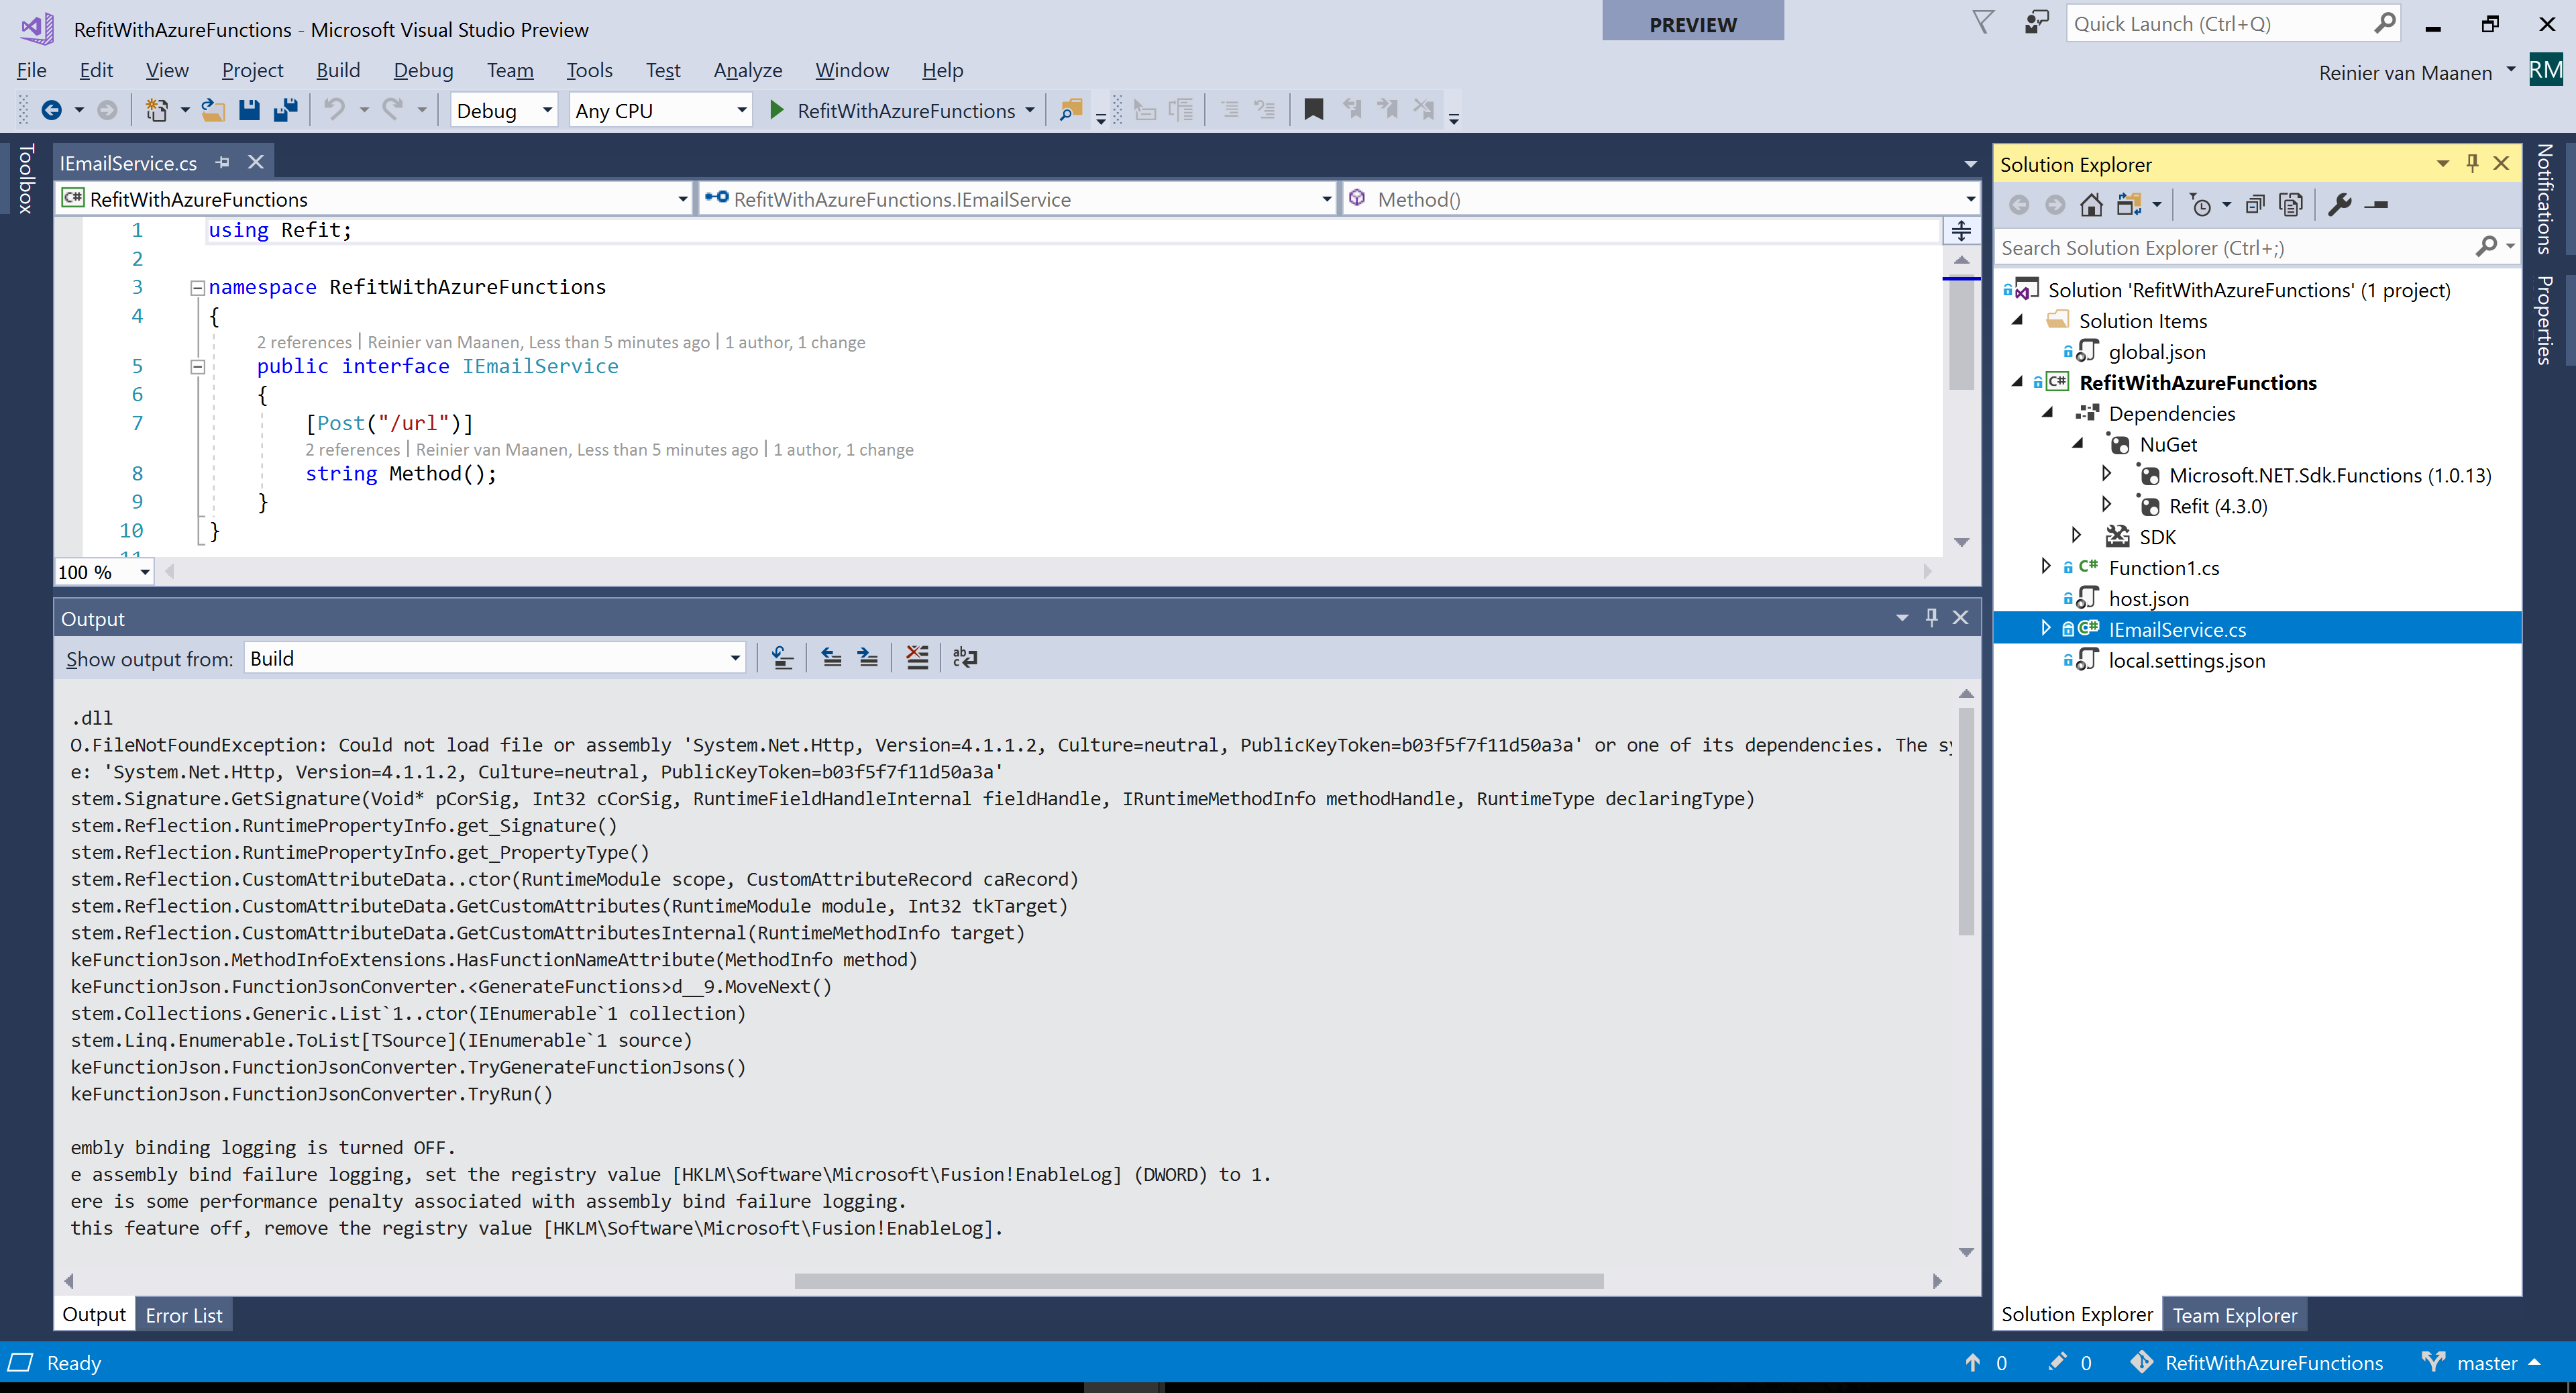 RefitWithAzureFunctions - Microsoft Visual Studio Preview
PREVIEW
Quick Launch (Ctrl+Q)
File Edit View Project Build Debug Team Tools Test Analyze Window Help
Reinier van Maanen RM
Debug Any CPU RefitWithAzureFunctions
Toolbox
IEmailService.cs
C# RefitWithAzureFunctions RefitWithAzureFunctions.IEmailService Method()
1 using Refit;
2
3 namespace RefitWithAzureFunctions
4 {
2 references | Reinier van Maanen, Less than 5 minutes ago | 1 author, 1 change
5 public interface IEmailService
6 {
7 [Post("/url")]
2 references | Reinier van Maanen, Less than 5 minutes ago | 1 author, 1 change
8 string Method();
9 }
10 }
11
100 %
Output
Show output from: Build
.dll
O.FileNotFoundException: Could not load file or assembly 'System.Net.Http, Version=4.1.1.2, Culture=neutral, PublicKeyToken=b03f5f7f11d50a3a' or one of its dependencies. The sy
e: 'System.Net.Http, Version=4.1.1.2, Culture=neutral, PublicKeyToken=b03f5f7f11d50a3a'
stem.Signature.GetSignature(Void* pCorSig, Int32 cCorSig, RuntimeFieldHandleInternal fieldHandle, IRuntimeMethodInfo methodHandle, RuntimeType declaringType)
stem.Reflection.RuntimePropertyInfo.get_Signature()
stem.Reflection.RuntimePropertyInfo.get_PropertyType()
stem.Reflection.CustomAttributeData..ctor(RuntimeModule scope, CustomAttributeRecord caRecord)
stem.Reflection.CustomAttributeData.GetCustomAttributes(RuntimeModule module, Int32 tkTarget)
stem.Reflection.CustomAttributeData.GetCustomAttributesInternal(RuntimeMethodInfo target)
keFunctionJson.MethodInfoExtensions.HasFunctionNameAttribute(MethodInfo method)
keFunctionJson.FunctionJsonConverter.<GenerateFunctions>d__9.MoveNext()
stem.Collections.Generic.List`1..ctor(IEnumerable`1 collection)
stem.Linq.Enumerable.ToList[TSource](IEnumerable`1 source)
keFunctionJson.FunctionJsonConverter.TryGenerateFunctionJsons()
keFunctionJson.FunctionJsonConverter.TryRun()
embly binding logging is turned OFF.
e assembly bind failure logging, set the registry value [HKLM\Software\Microsoft\Fusion!EnableLog] (DWORD) to 1.
ere is some performance penalty associated with assembly bind failure logging.
this feature off, remove the registry value [HKLM\Software\Microsoft\Fusion!EnableLog].
Output Error List
Solution Explorer
Search Solution Explorer (Ctrl+;)
Solution 'RefitWithAzureFunctions' (1 project)
Solution Items
global.json
C# RefitWithAzureFunctions
Dependencies
NuGet
Microsoft.NET.Sdk.Functions (1.0.13)
Refit (4.3.0)
SDK
C# Function1.cs
host.json
C# IEmailService.cs
local.settings.json
Solution Explorer Team Explorer
Notifications
Properties
Ready
0 0 RefitWithAzureFunctions master